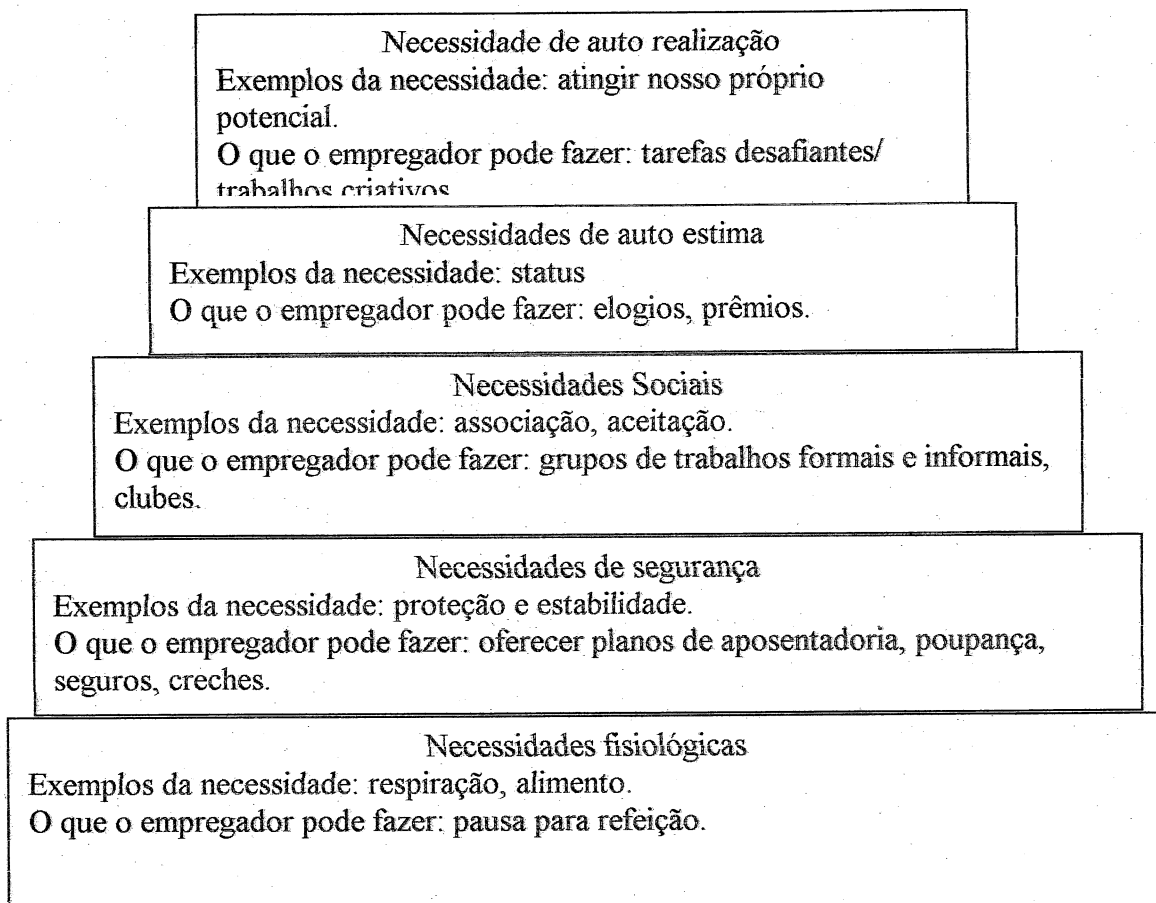 Necessidade de auto realização
Exemplos da necessidade: atingir nosso próprio
potencial.
O que o empregador pode fazer: tarefas desafiantes/
trabalhos criativos
Necessidades de auto estima
Exemplos da necessidade: status
O que o empregador pode fazer: elogios, prêmios.
Necessidades Sociais
Exemplos da necessidade: associação, aceitação.
O que o empregador pode fazer: grupos de trabalhos formais e informais,
clubes.
Necessidades de segurança
Exemplos da necessidade: proteção e estabilidade.
O que o empregador pode fazer: oferecer planos de aposentadoria, poupança,
seguros, creches.
Necessidades fisiológicas
Exemplos da necessidade: respiração, alimento.
O que o empregador pode fazer: pausa para refeição.